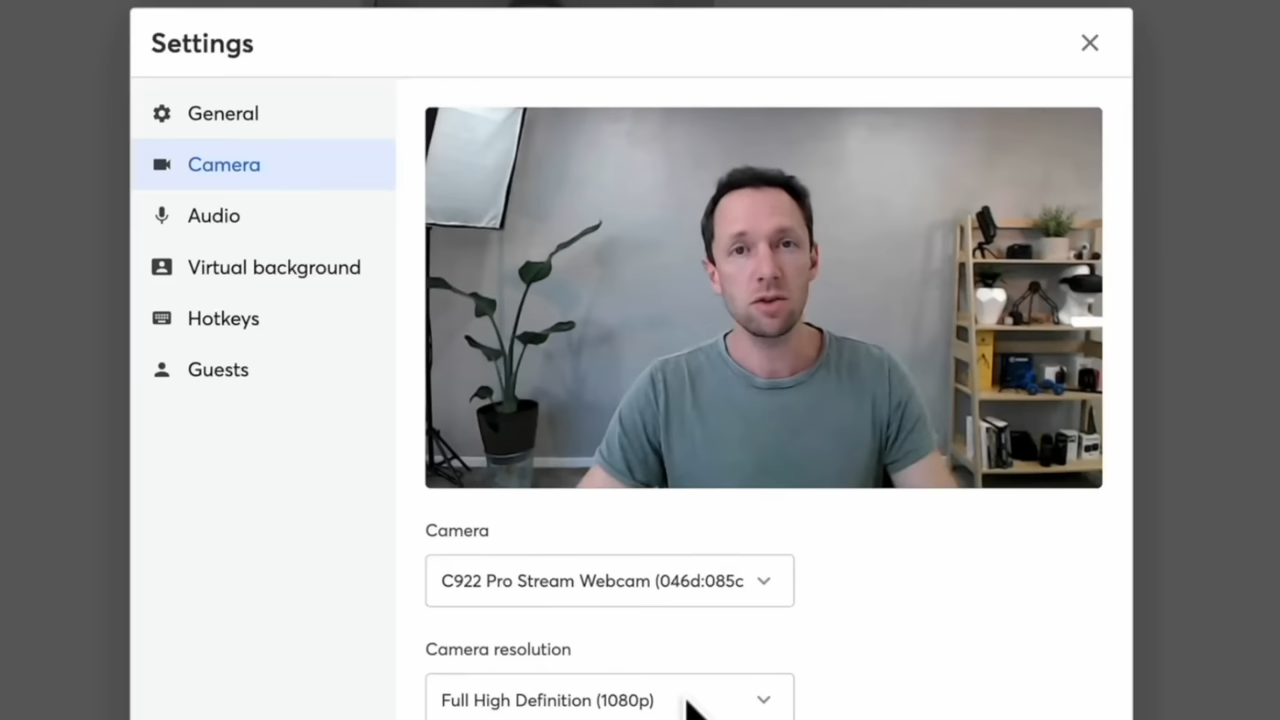 Settings
General
Camera
Audio
Virtual background
Hotkeys
Guests
Camera
C922 Pro Stream Webcam (046d:085c
Camera resolution
Full High Definition (1080p)